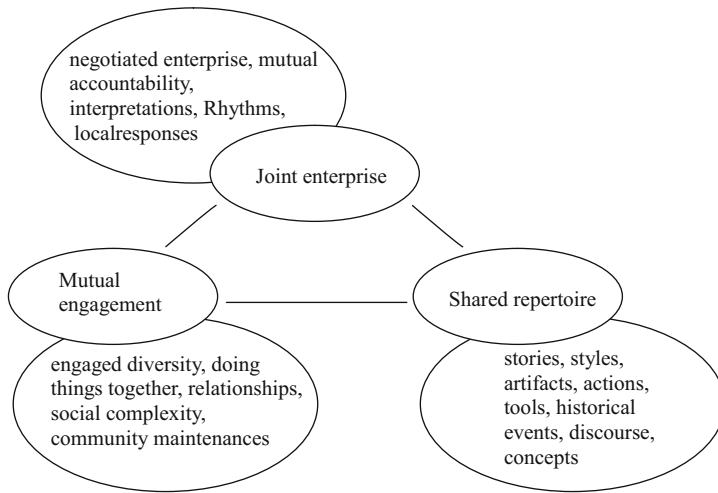 negotiated enterprise, mutual
accountability,
interpretations, Rhythms,
localresponses
Joint enterprise
Mutual
engagement
Shared repertoire
engaged diversity, doing
things together, relationships,
social complexity,
community maintenances
stories, styles,
artifacts, actions,
tools, historical
events, discourse,
concepts